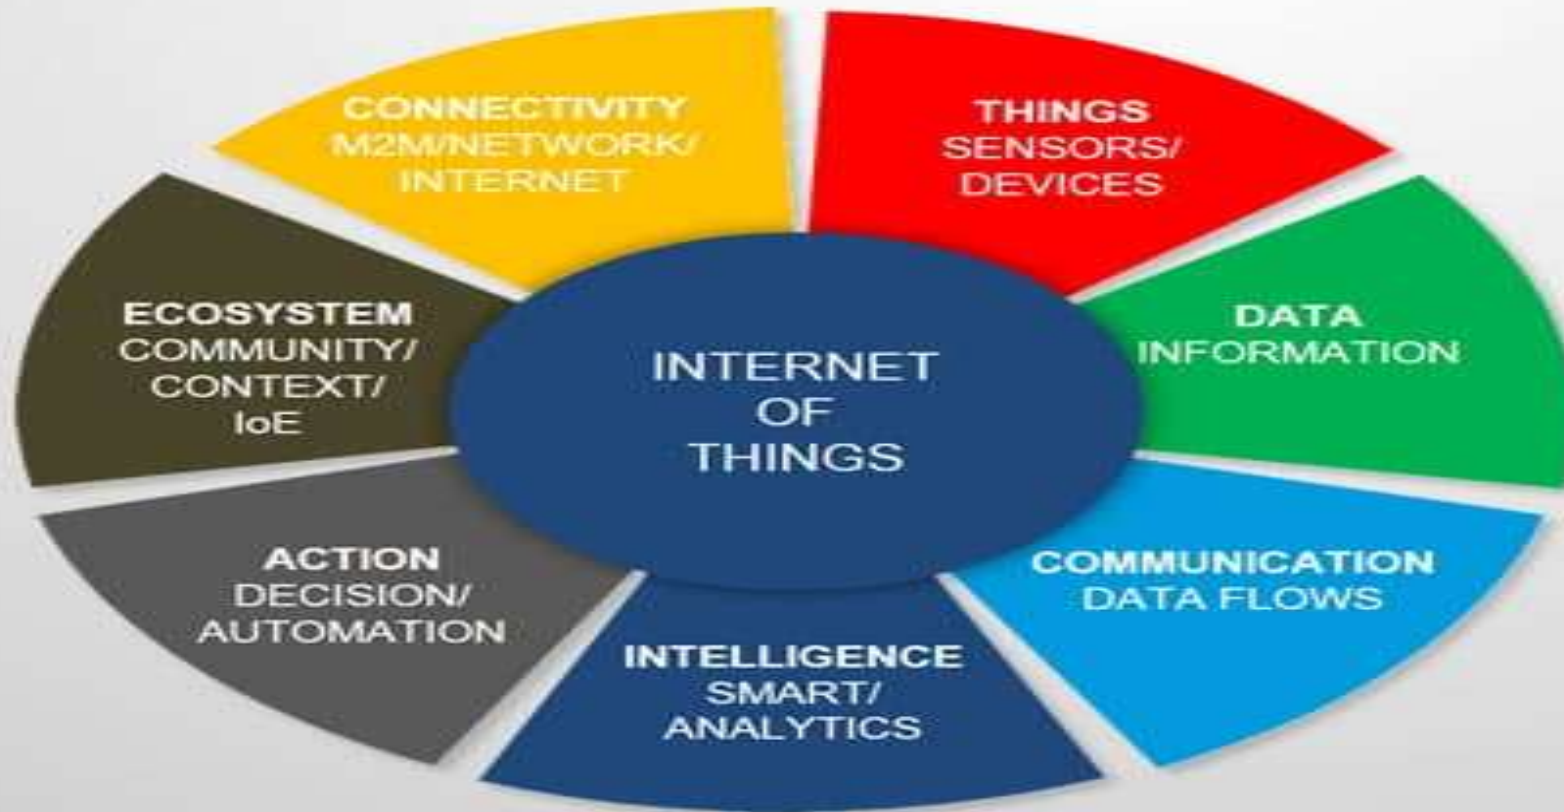 CONNECTIVITY
M2M/NETWORK/
INTERNET
THINGS
SENSORS/
DEVICES
DATA
INFORMATION
COMMUNICATION
DATA FLOWS
INTELLIGENCE
SMART/
ANALYTICS
ACTION
DECISION/
AUTOMATION
ECOSYSTEM
COMMUNITY/
CONTEXT/
IoE
INTERNET
OF
THINGS